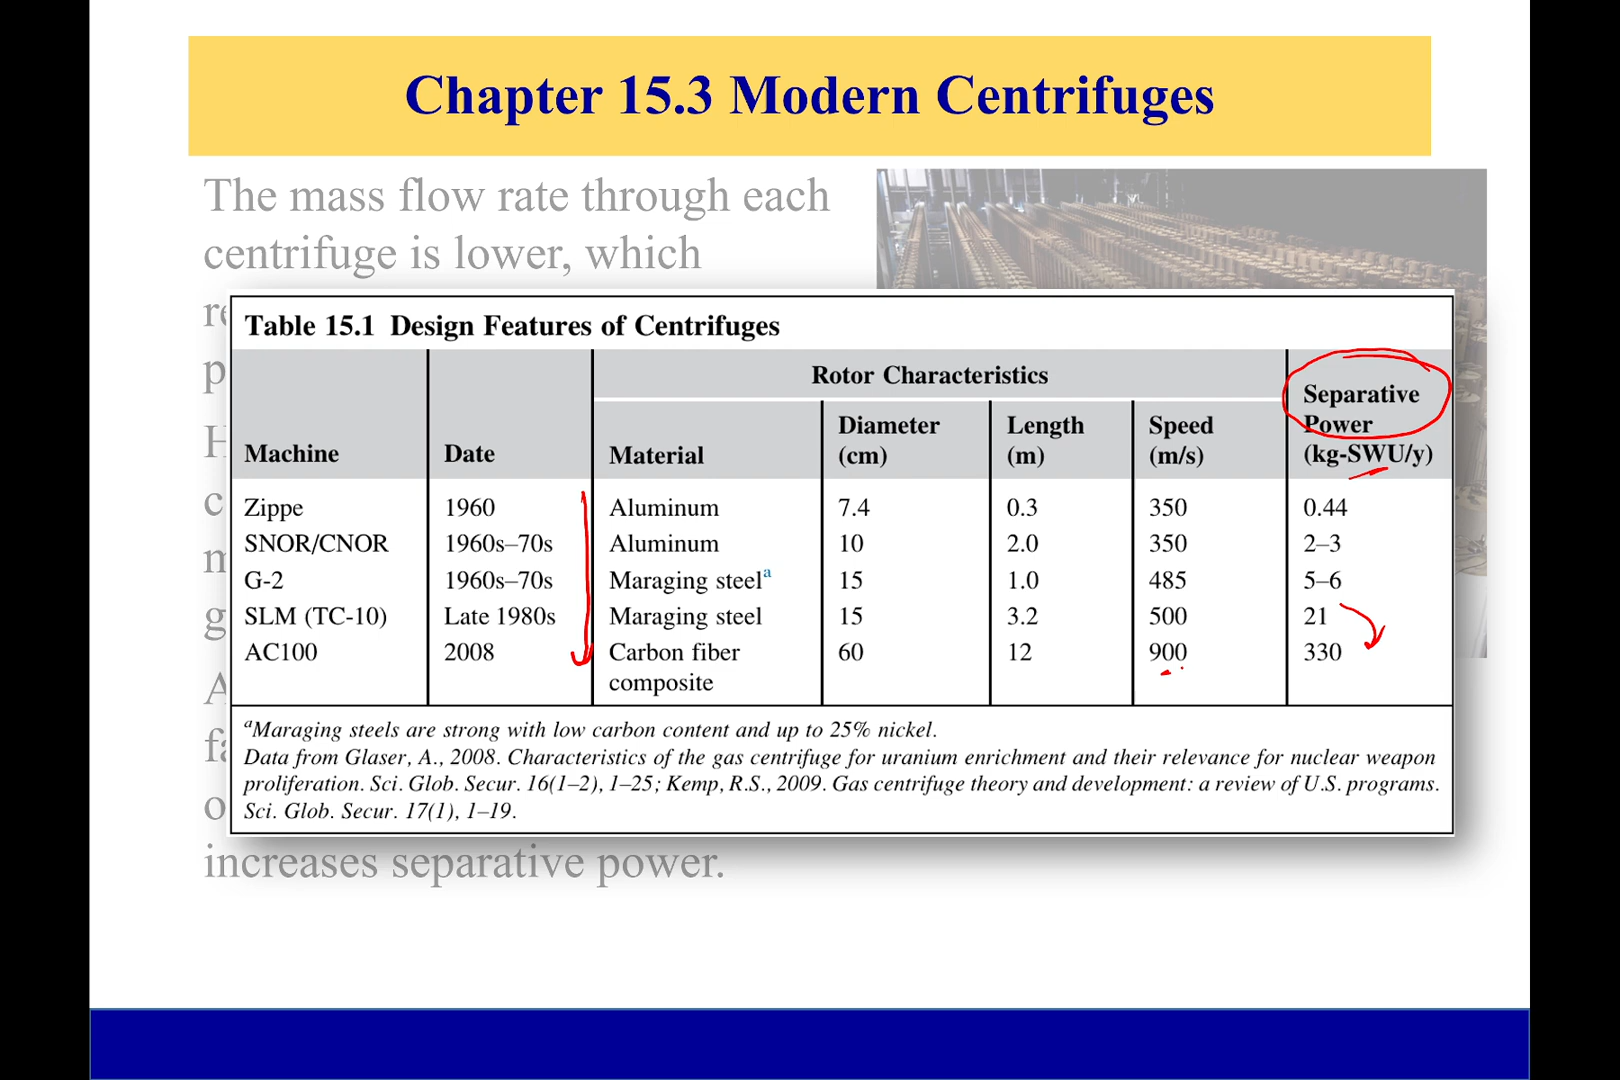 Chapter 15.3 Modern Centrifuges
The mass flow rate through each
centrifuge is lower, which
Table 15.1 Design Features of Centrifuges
Rotor Characteristics
Machine Date Material Diameter (cm) Length (m) Speed (m/s) Separative Power (kg-SWU/y)
Zippe 1960 Aluminum 7.4 0.3 350 0.44
SNOR/CNOR 1960s–70s Aluminum 10 2.0 350 2–3
G-2 1960s–70s Maraging steelᵃ 15 1.0 485 5–6
SLM (TC-10) Late 1980s Maraging steel 15 3.2 500 21
AC100 2008 Carbon fiber composite 60 12 900 330
ᵃMaraging steels are strong with low carbon content and up to 25% nickel.
Data from Glaser, A., 2008. Characteristics of the gas centrifuge for uranium enrichment and their relevance for nuclear weapon
proliferation. Sci. Glob. Secur. 16(1–2), 1–25; Kemp, R.S., 2009. Gas centrifuge theory and development: a review of U.S. programs.
Sci. Glob. Secur. 17(1), 1–19.
increases separative power.